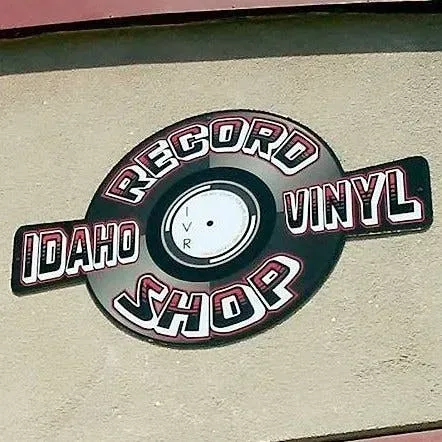 RECORD
IDAHO VINYL
I
V
R
SHOP